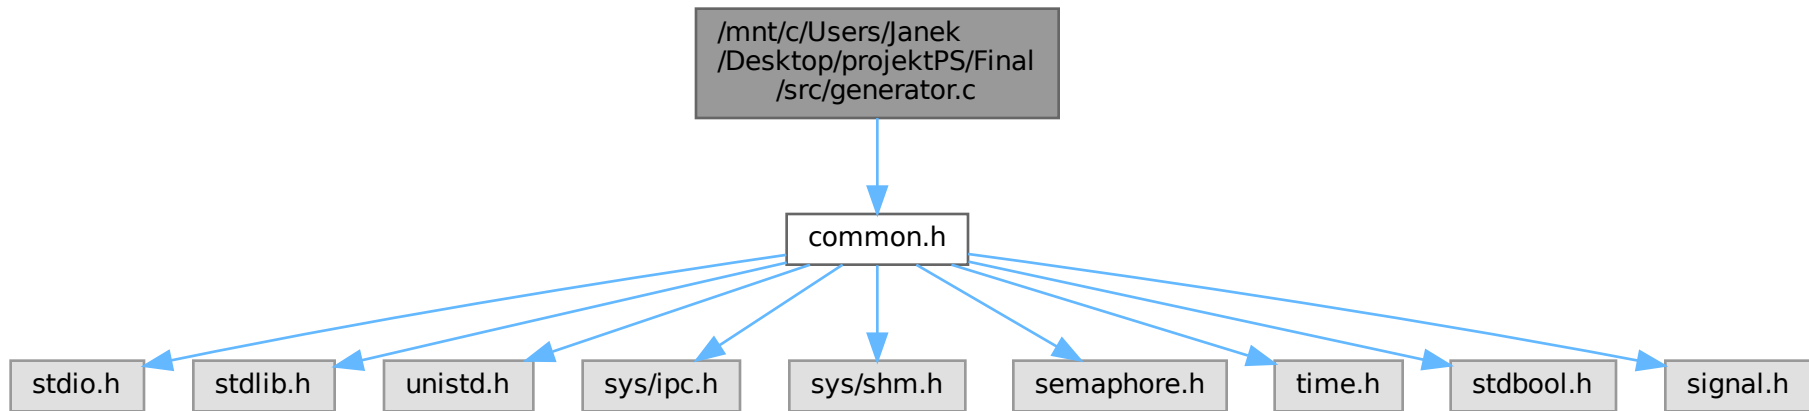 /mnt/c/Users/Janek
/Desktop/projektPS/Final
/src/generator.c
common.h
stdio.h
stdlib.h
unistd.h
sys/ipc.h
sys/shm.h
semaphore.h
time.h
stdbool.h
signal.h